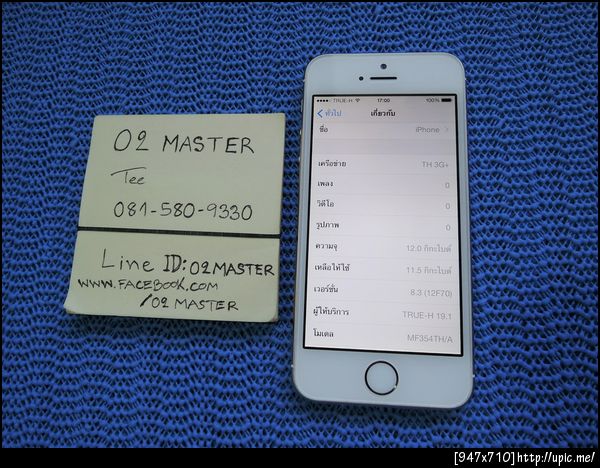 02 MASTER
Tee
081-580-9330
Line ID: 02MASTER
WWW.FACEBOOK.COM
/02 MASTER
TRUE-H 17:00 100%
ทั่วไป เกี่ยวกับ
ชื่อ iPhone
เครือข่าย TH 3G+
เพลง 0
วิดีโอ 0
รูปภาพ 0
ความจุ 12.0 กิกะไบต์
เหลือให้ใช้ 11.5 กิกะไบต์
เวอร์ชั่น 8.3 (12F70)
ผู้ให้บริการ TRUE-H 19.1
โมเดล MF354TH/A
[947x710]http://upic.me/